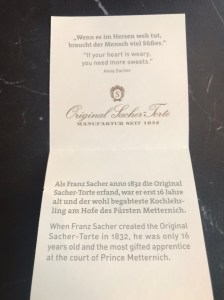 „Wenn es im Herzen weh tut,
braucht der Mensch viel Süßes.“
"If your heart is weary,
you need more sweets."
Franz Sacher
S
Original Sacher-Torte
MANUFAKTUR SEIT 1832
Als Franz Sacher anno 1832 die Original
Sacher-Torte erfand, war er erst 16 Jahre
alt und der wohl begabteste Kochlehr-
ling am Hofe des Fürsten Metternich.
When Franz Sacher created the Original
Sacher-Torte in 1832, he was only 16
years old and the most gifted apprentice
at the court of Prince Metternich.